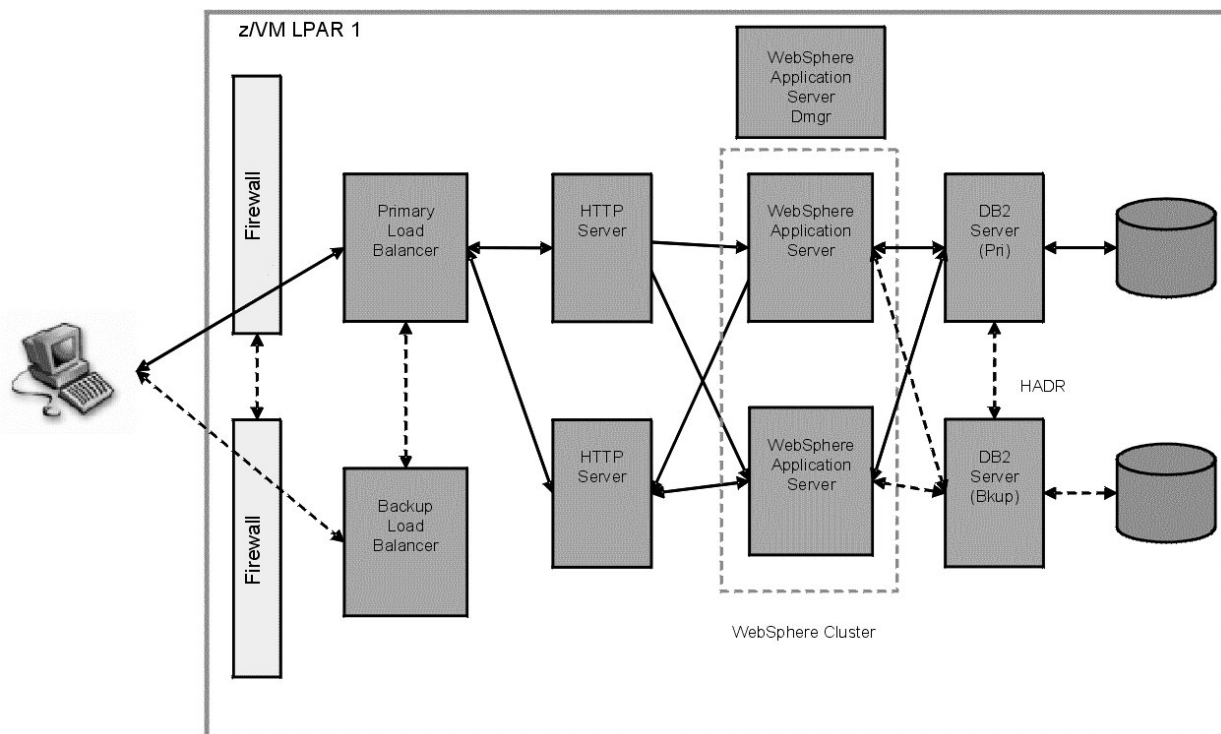 z/VM LPAR 1
WebSphere
Application
Server
Dmgr
Firewall
Primary
Load
Balancer
HTTP
Server
WebSphere
Application
Server
DB2
Server
(Pri)
HADR
Firewall
Backup
Load
Balancer
HTTP
Server
WebSphere
Application
Server
DB2
Server
(Bkup)
WebSphere Cluster